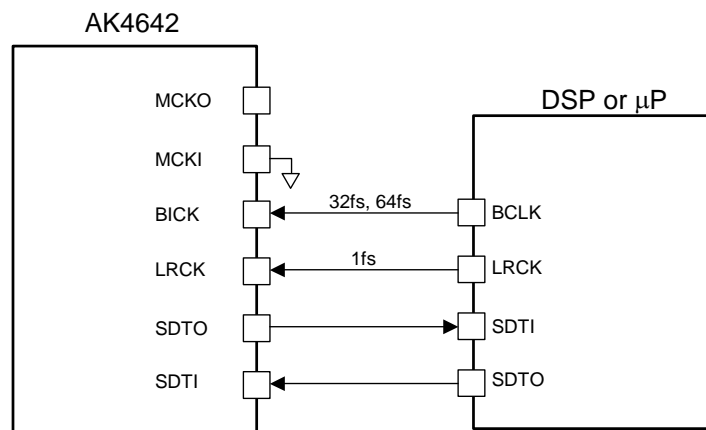 AK4642
DSP or μP
MCKO
MCKI
BICK
32fs, 64fs
BCLK
LRCK
1fs
LRCK
SDTO
SDTI
SDTI
SDTO